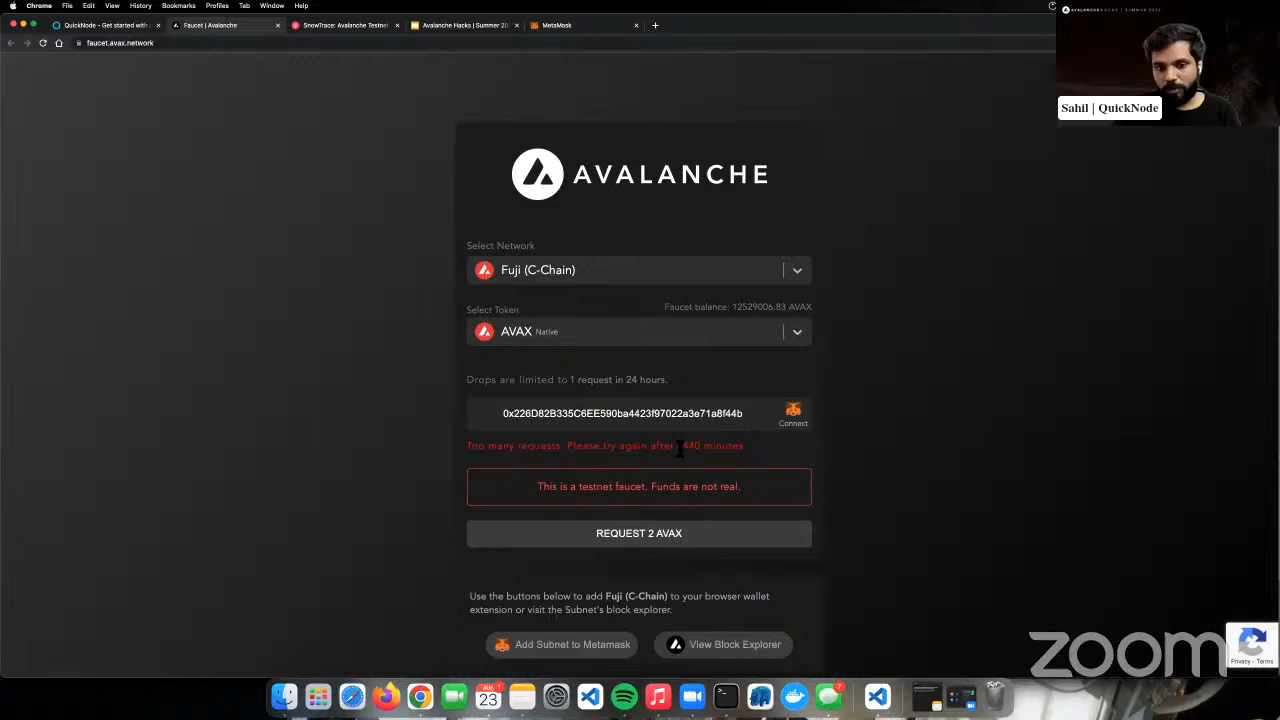 Chrome File Edit View History Bookmarks Profiles Tab Window Help
QuickNode - Get started with
Faucet | Avalanche
SnowTrace: Avalanche Testnet
Avalanche Hacks | Summer 20
MetaMask
faucet.avax.network
Sahil | QuickNode
AVALANCHE
Select Network
Fuji (C-Chain)
Select Token
Faucet balance: 12529006.83 AVAX
AVAX Native
Drops are limited to 1 request in 24 hours.
0x226D82B335C6EE590ba4423f97022a3e71a8f44b
Connect
Too many requests. Please try again after 440 minutes
This is a testnet faucet. Funds are not real.
REQUEST 2 AVAX
Use the buttons below to add Fuji (C-Chain) to your browser wallet
extension or visit the Subnet's block explorer.
Add Subnet to Metamask
View Block Explorer
zoom
Privacy - Terms
AUG
23